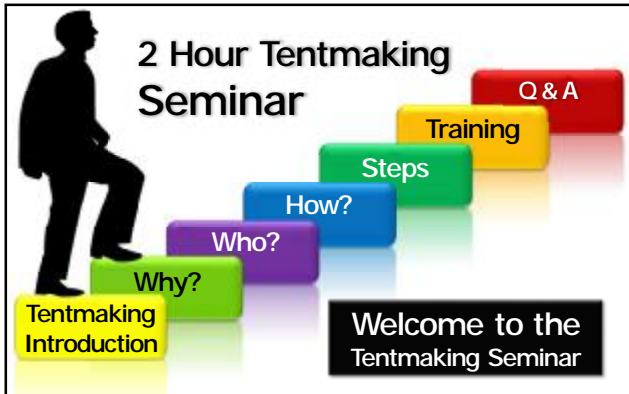 2 Hour Tentmaking
Seminar
Q & A
Training
Steps
How?
Who?
Why?
Tentmaking
Introduction
Welcome to the
Tentmaking Seminar